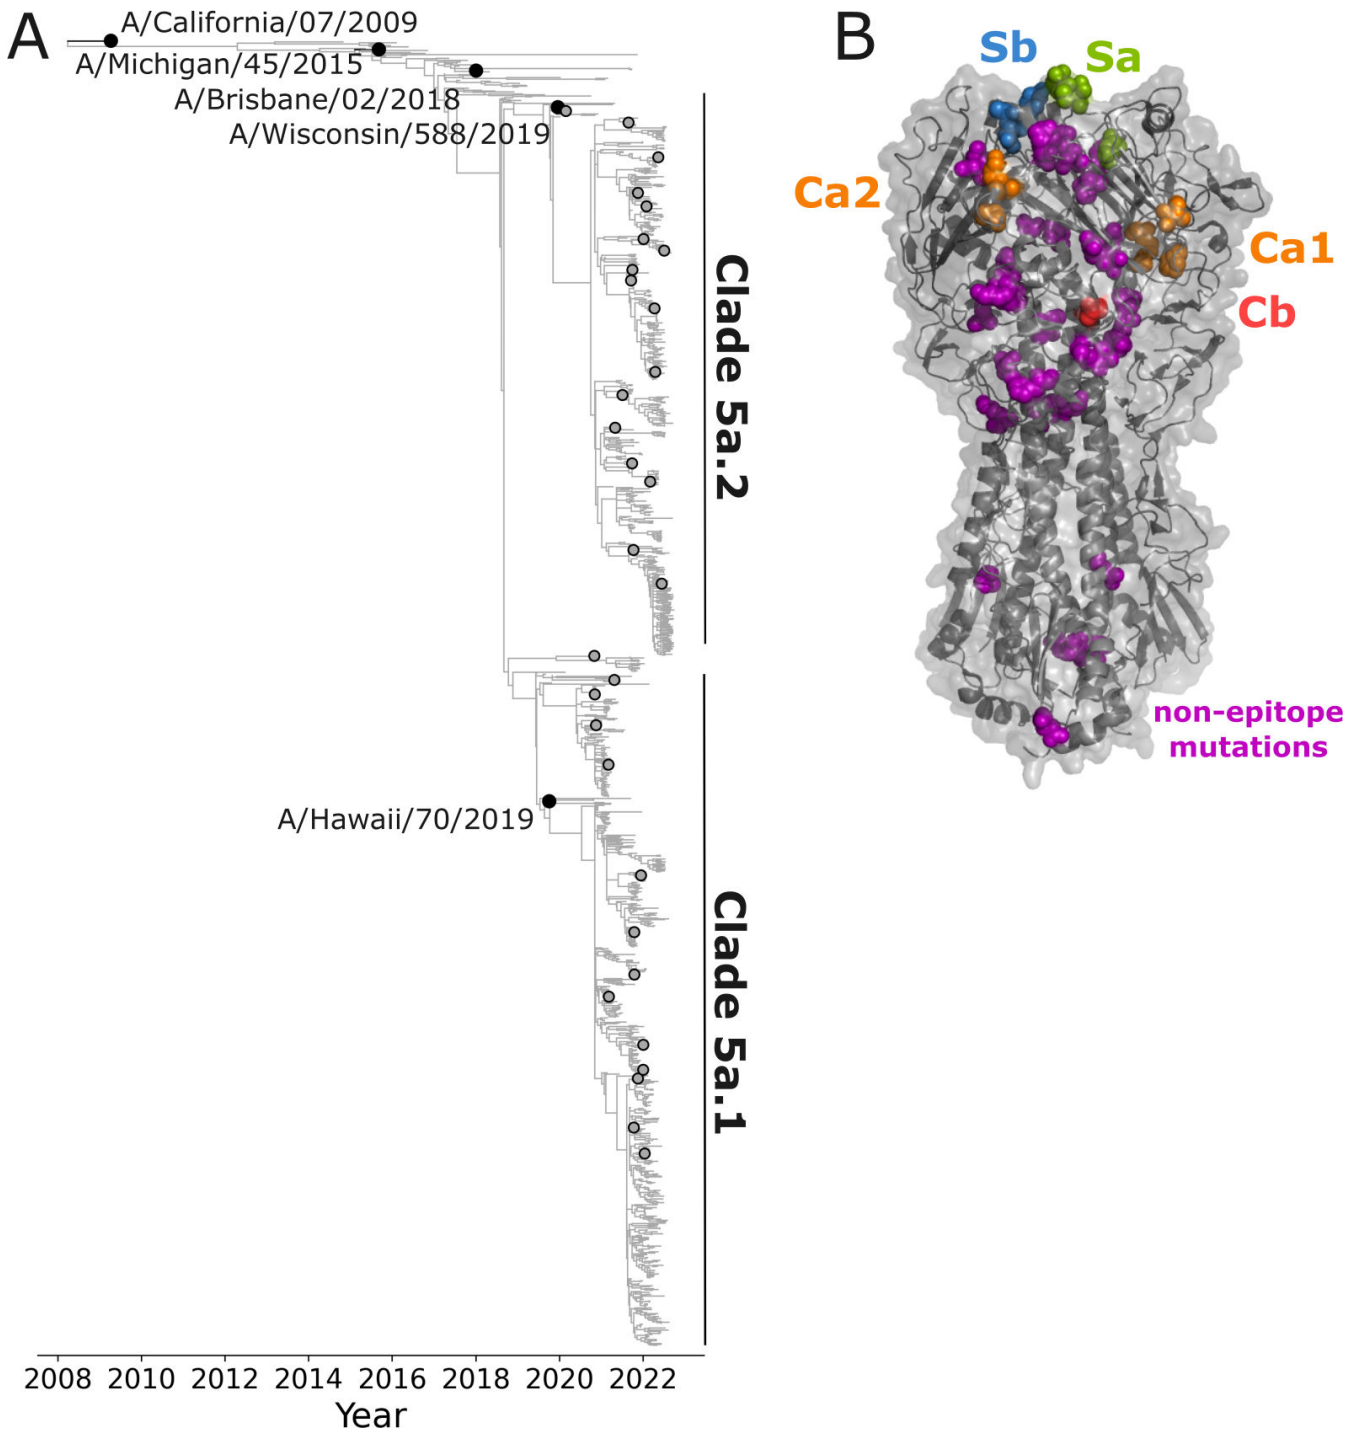 A
A/California/07/2009
A/Michigan/45/2015
A/Brisbane/02/2018
A/Wisconsin/588/2019
Clade 5a.2
A/Hawaii/70/2019
Clade 5a.1
2008 2010 2012 2014 2016 2018 2020 2022
Year
B
Sb
Sa
Ca2
Ca1
Cb
non-epitope
mutations